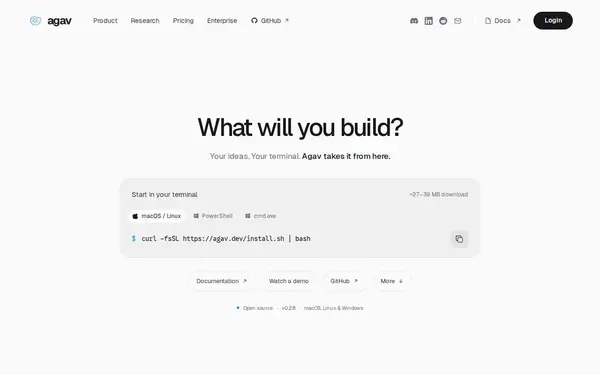 agav Product Research Pricing Enterprise GitHub ↗ Docs ↗ Login
What will you build?
Your ideas. Your terminal. Agav takes it from here.
Start in your terminal ~27–39 MB download
macOS / Linux PowerShell cmd.exe
$ curl -fsSL https://agav.dev/install.sh | bash
Documentation ↗ Watch a demo GitHub ↗ More ↓
Open source · v0.2.8 · macOS, Linux & Windows